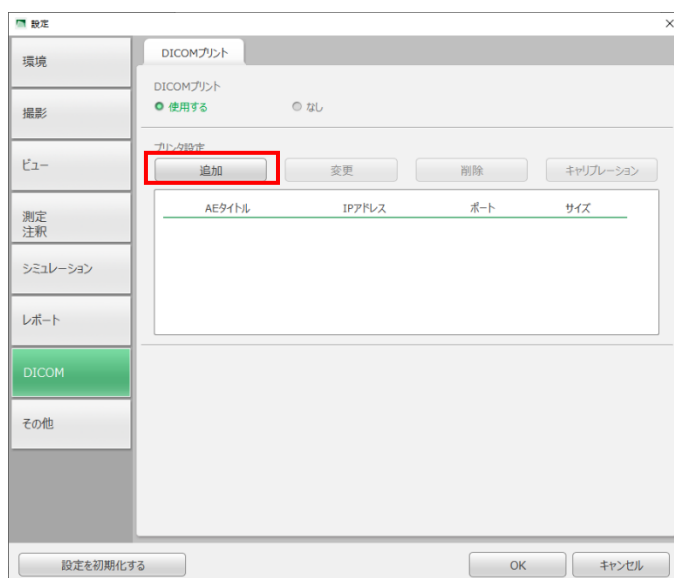 設定
環境
撮影
ビュー
測定
注釈
シミュレーション
レポート
DICOM
その他
DICOMプリント
DICOMプリント
使用する なし
プリンタ設定
追加 変更 削除 キャリブレーション
AEタイトル IPアドレス ポート サイズ
設定を初期化する OK キャンセル